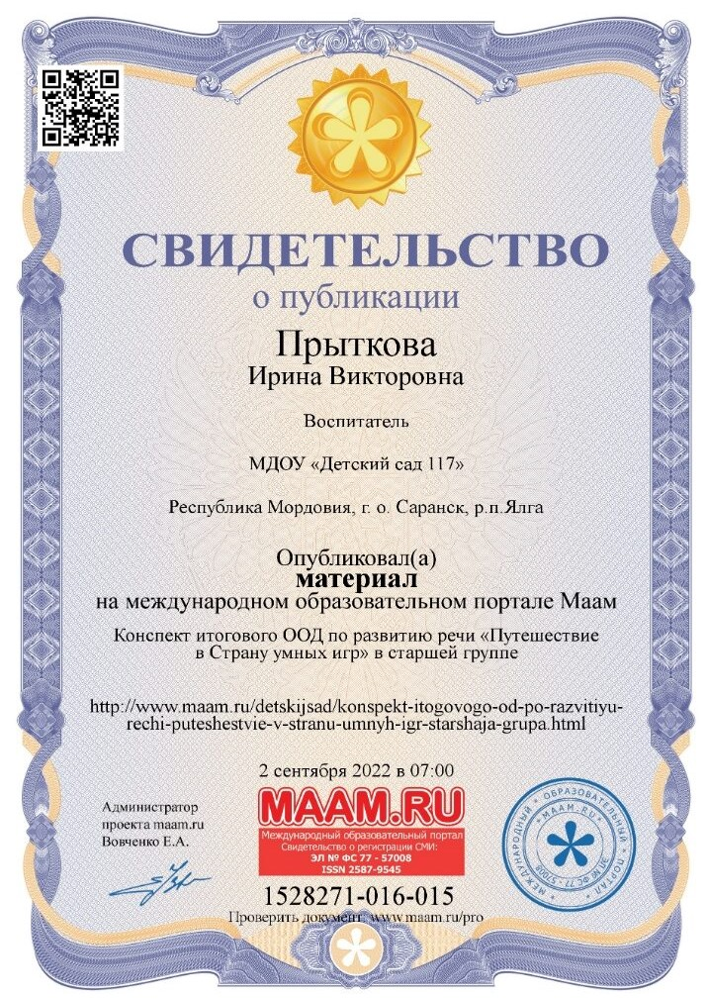 СВИДЕТЕЛЬСТВО
о публикации
Прыткова
Ирина Викторовна
Воспитатель
МДОУ «Детский сад 117»
Республика Мордовия, г. о. Саранск, р.п.Ялга
Опубликовал(а)
материал
на международном образовательном портале Маам
Конспект итогового ООД по развитию речи «Путешествие
в Страну умных игр» в старшей группе
http://www.maam.ru/detskijsad/konspekt-itogovogo-od-po-razvitiyu-
rechi-puteshestvie-v-stranu-umnyh-igr-starshaja-grupa.html
2 сентября 2022 в 07:00
Администратор
проекта maam.ru
Вовченко Е.А.
MAAM.RU
Международный образовательный портал
Свидетельство о регистрации СМИ:
ЭЛ № ФС 77 - 57008
ISSN 2587-9545
МЕЖДУНАРОДНЫЙ ОБРАЗОВАТЕЛЬНЫЙ ПОРТАЛ
"MAAM.RU"
ЭЛ № ФС 77 - 57008
1528271-016-015
Проверить документ: www.maam.ru/pro